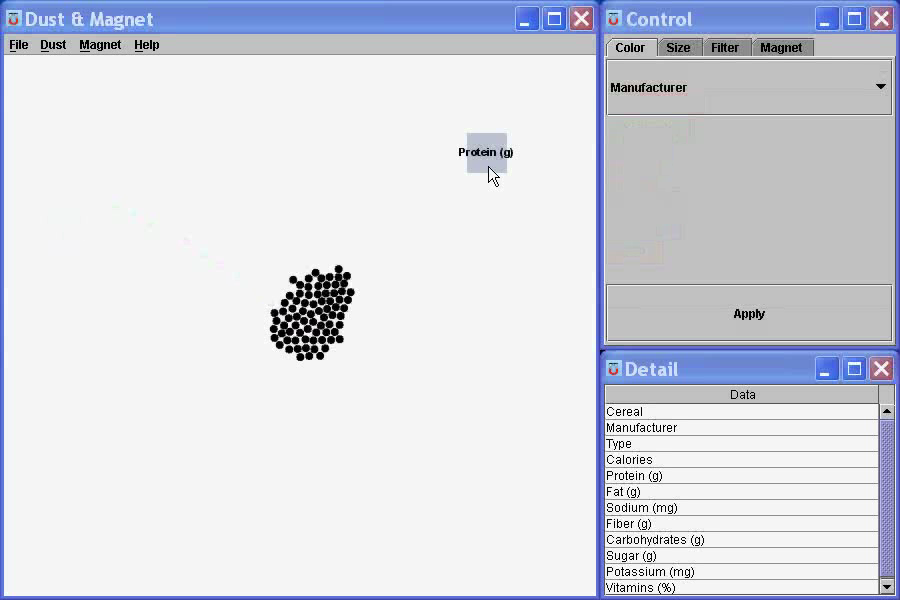 Dust & Magnet
File Dust Magnet Help
Protein (g)
Control
Color Size Filter Magnet
Manufacturer
Apply
Detail
Data
Cereal
Manufacturer
Type
Calories
Protein (g)
Fat (g)
Sodium (mg)
Fiber (g)
Carbohydrates (g)
Sugar (g)
Potassium (mg)
Vitamins (%)